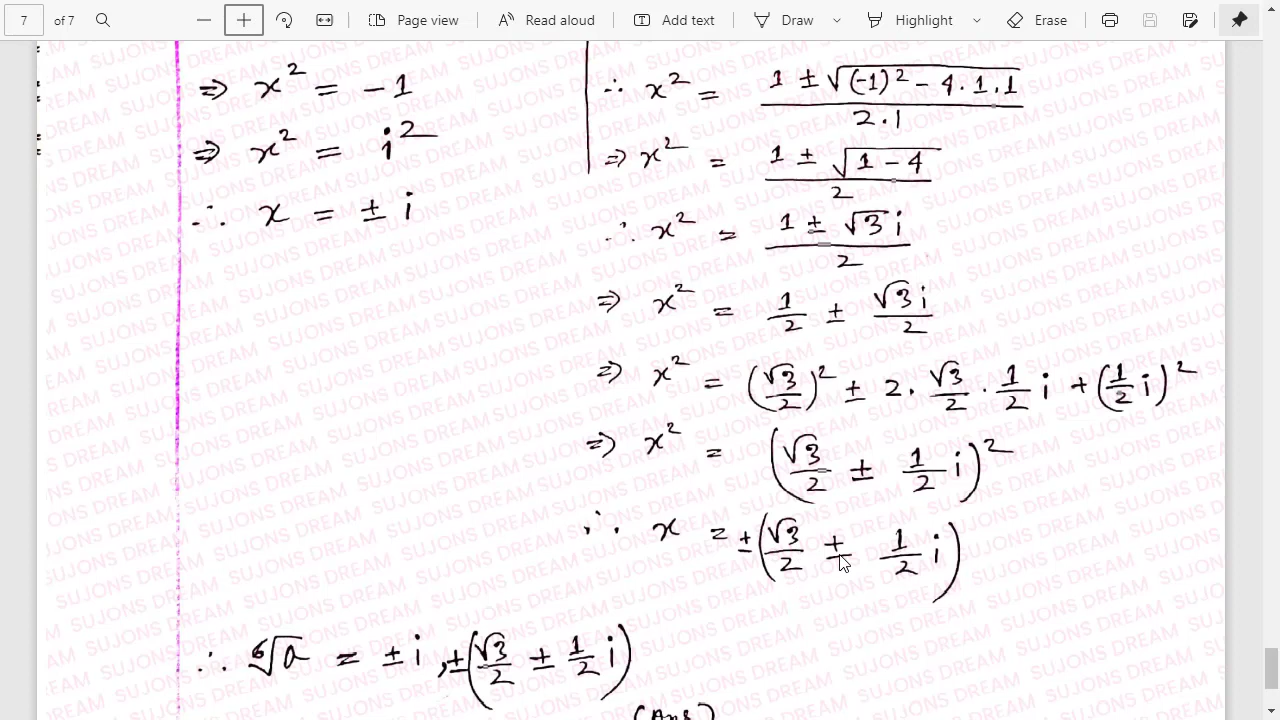 7 of 7 Page view Read aloud Add text Draw Highlight Erase
⇒ x² = −1
⇒ x² = i²
∴ x = ± i
∴ x² = (1 ± √((-1)² − 4·1·1))/(2·1)
⇒ x² = (1 ± √(1 − 4))/2
∴ x² = (1 ± √3 i)/2
⇒ x² = 1/2 ± √3 i/2
⇒ x² = (√3/2)² ± 2·√3/2·1/2 i + (1/2 i)²
⇒ x² = (√3/2 ± 1/2 i)²
∴ x = ±(√3/2 ± 1/2 i)
∴ ⁶√a = ± i, ±(√3/2 ± 1/2 i)
(Ans)
SUJONS DREAM